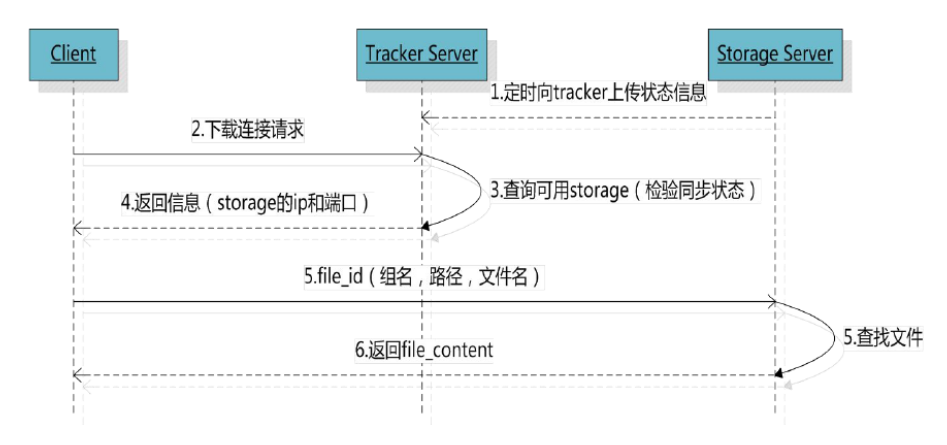 Client
Tracker Server
Storage Server
1.定时向tracker上传状态信息
2.下载连接请求
3.查询可用storage（检验同步状态）
4.返回信息（storage的ip和端口）
5.file_id（组名，路径，文件名）
5.查找文件
6.返回file_content